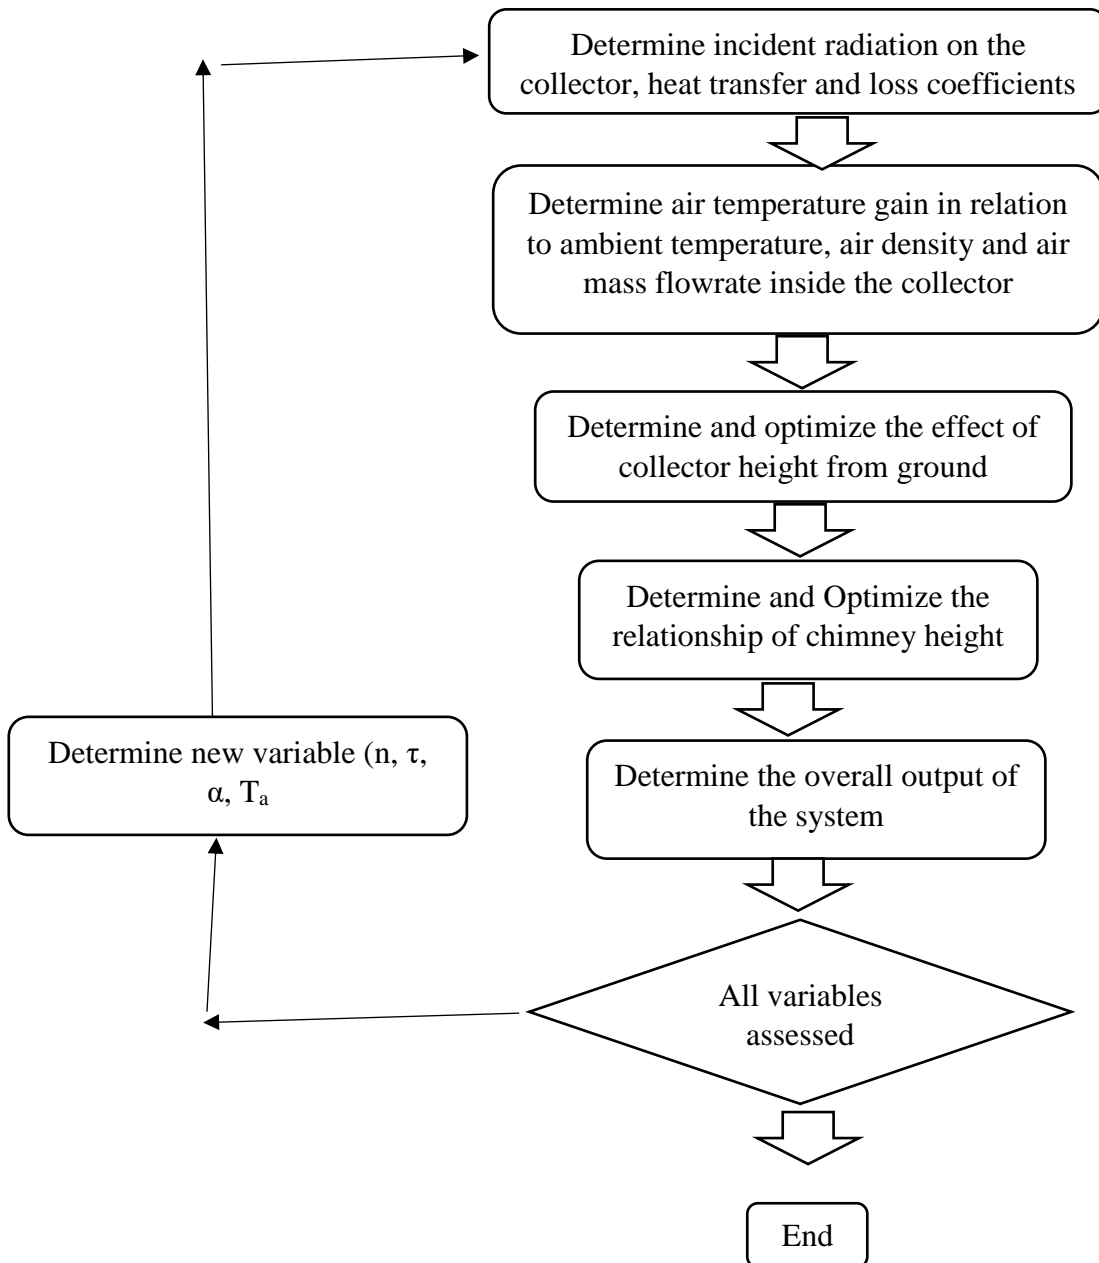 Determine incident radiation on the
collector, heat transfer and loss coefficients
Determine air temperature gain in relation
to ambient temperature, air density and air
mass flowrate inside the collector
Determine and optimize the effect of
collector height from ground
Determine and Optimize the
relationship of chimney height
Determine new variable (n, τ,
α, Tₐ
Determine the overall output of
the system
All variables
assessed
End